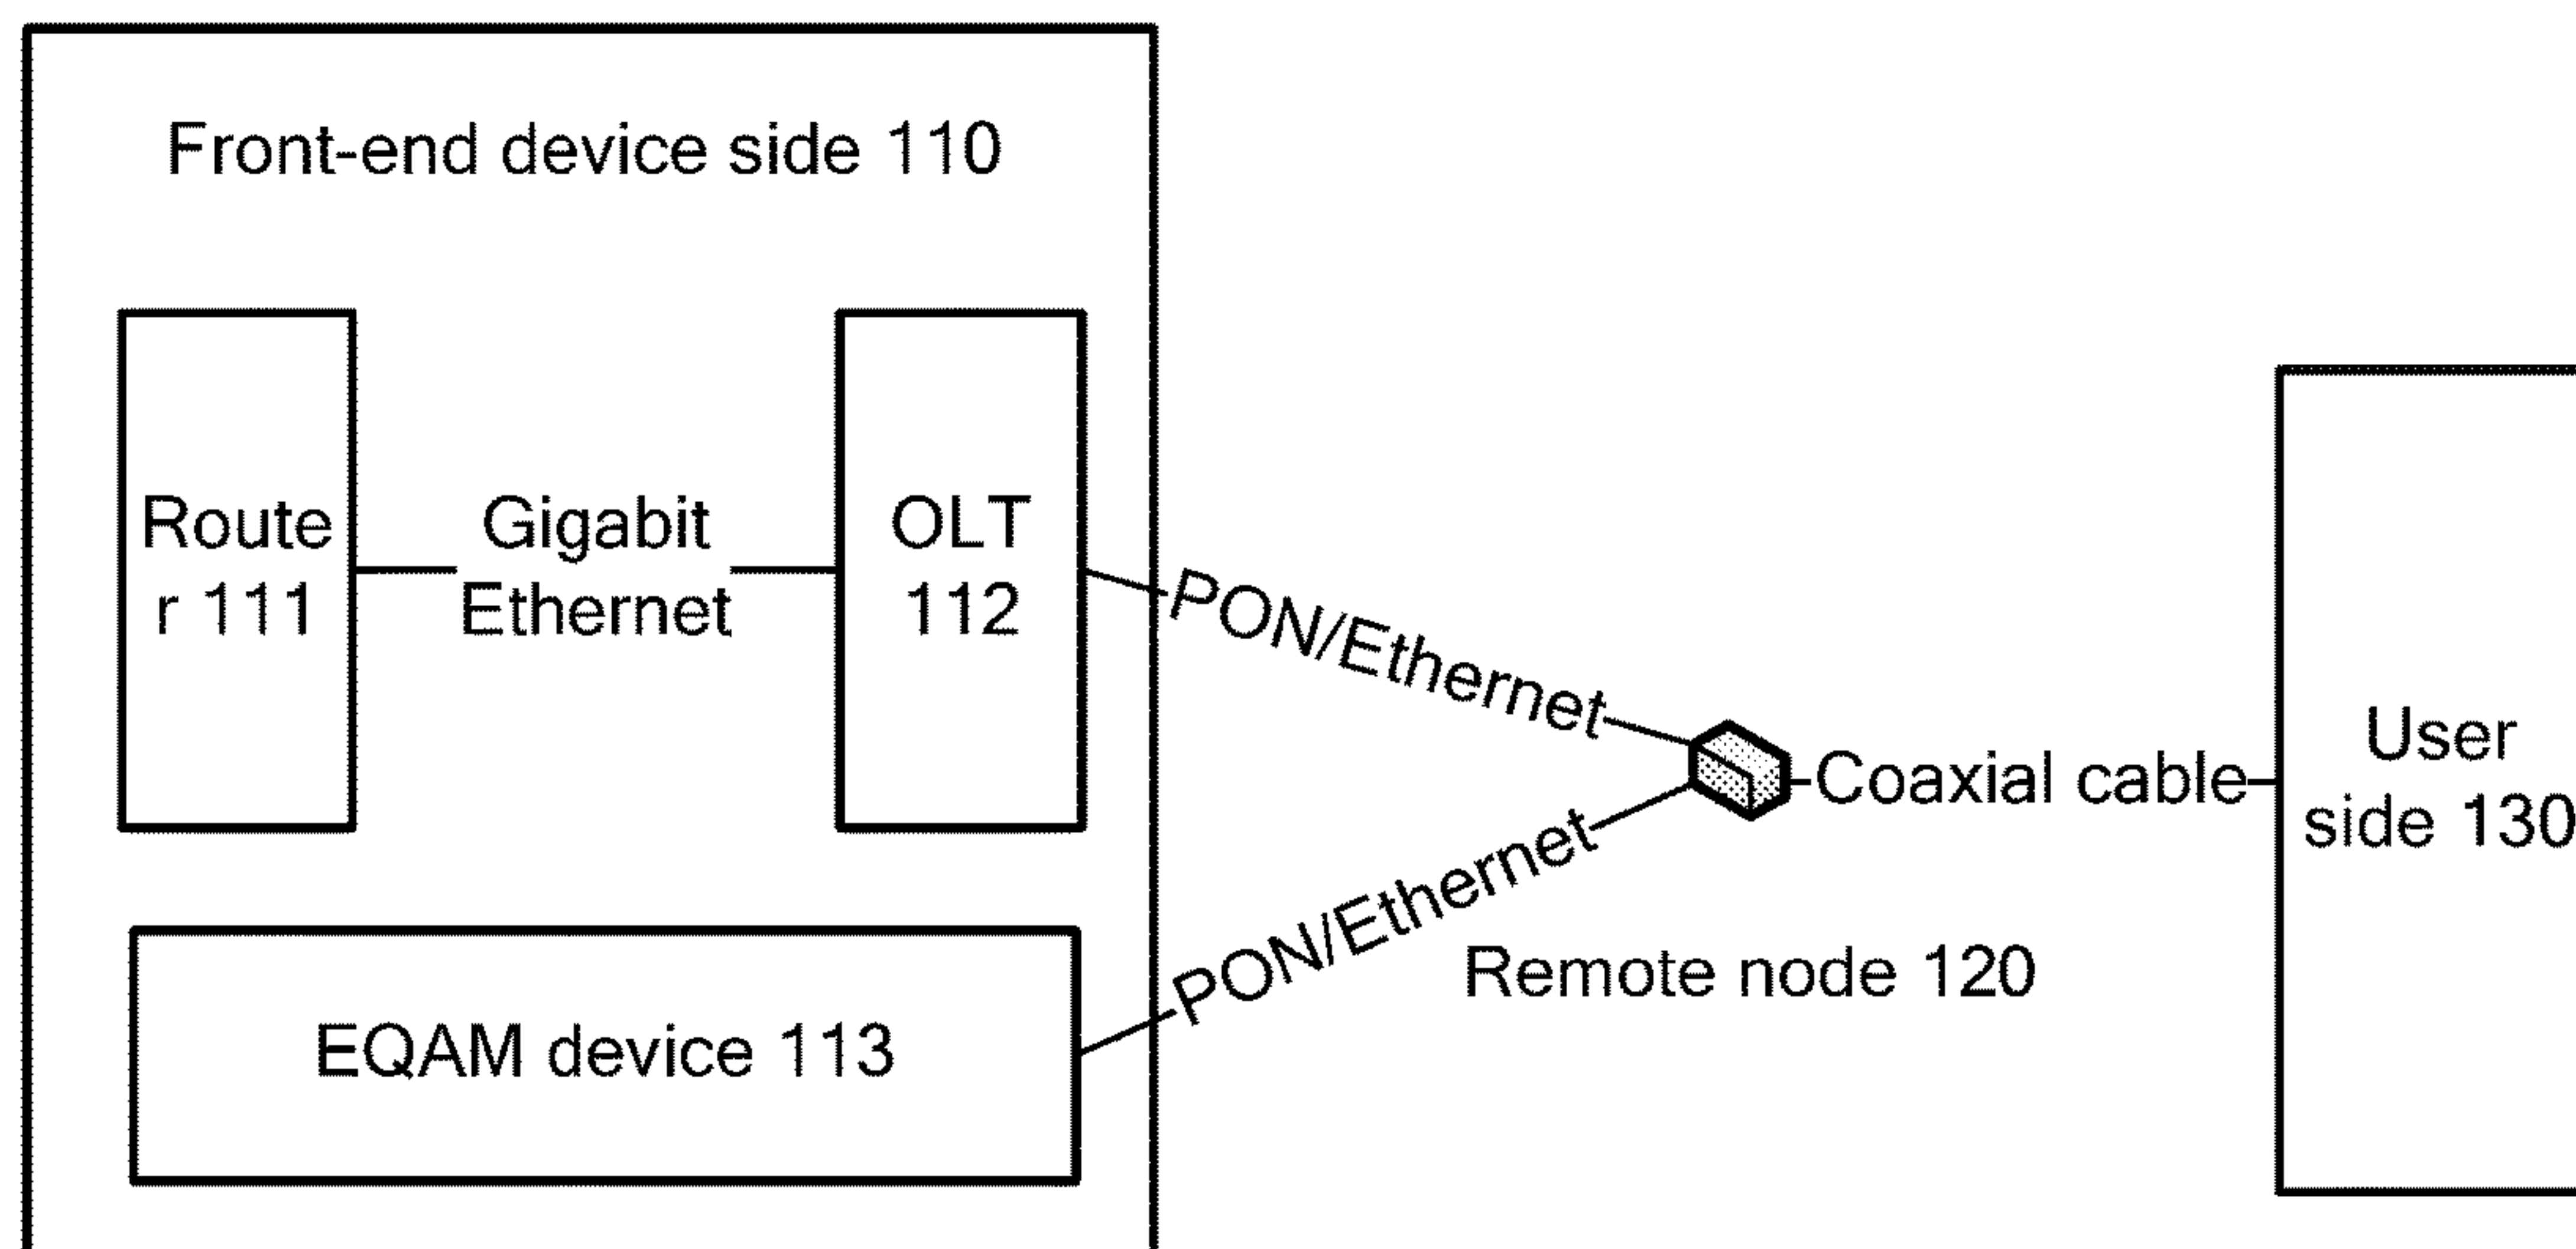 Front-end device side 110
Route
r 111
Gigabit
Ethernet
OLT
112
PON/Ethernet
Coaxial cable
User
side 130
PON/Ethernet
Remote node 120
EQAM device 113